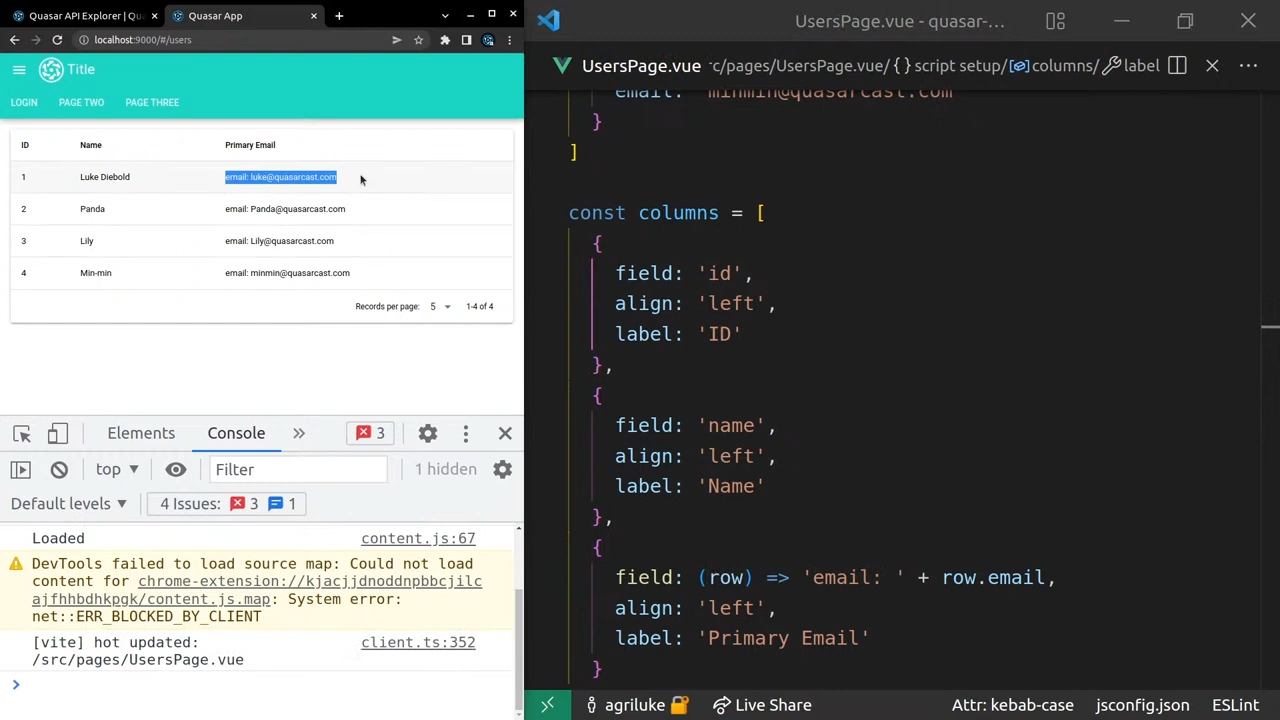 Quasar API Explorer | Qu
Quasar App
localhost:9000/#/users
Title
LOGIN PAGE TWO PAGE THREE
ID Name Primary Email
1 Luke Diebold email: luke@quasarcast.com
2 Panda email: Panda@quasarcast.com
3 Lily email: Lily@quasarcast.com
4 Min-min email: minmin@quasarcast.com
Records per page: 5 1-4 of 4
Elements Console 3
top Filter 1 hidden
Default levels 4 Issues: 3 1
Loaded content.js:67
DevTools failed to load source map: Could not load
content for chrome-extension://kjacjjdnoddnpbbcjilc
ajfhhbdhkpgk/content.js.map: System error:
net::ERR_BLOCKED_BY_CLIENT
[vite] hot updated: client.ts:352
/src/pages/UsersPage.vue
UsersPage.vue - quasar-...
UsersPage.vue rc/pages/UsersPage.vue/ {} script setup/ columns/ label
email: 'minmin@quasarcast.com
}
]
const columns = [
{
field: 'id',
align: 'left',
label: 'ID'
},
{
field: 'name',
align: 'left',
label: 'Name'
},
{
field: (row) => 'email: ' + row.email,
align: 'left',
label: 'Primary Email'
}
agriluke Live Share Attr: kebab-case jsconfig.json ESLint